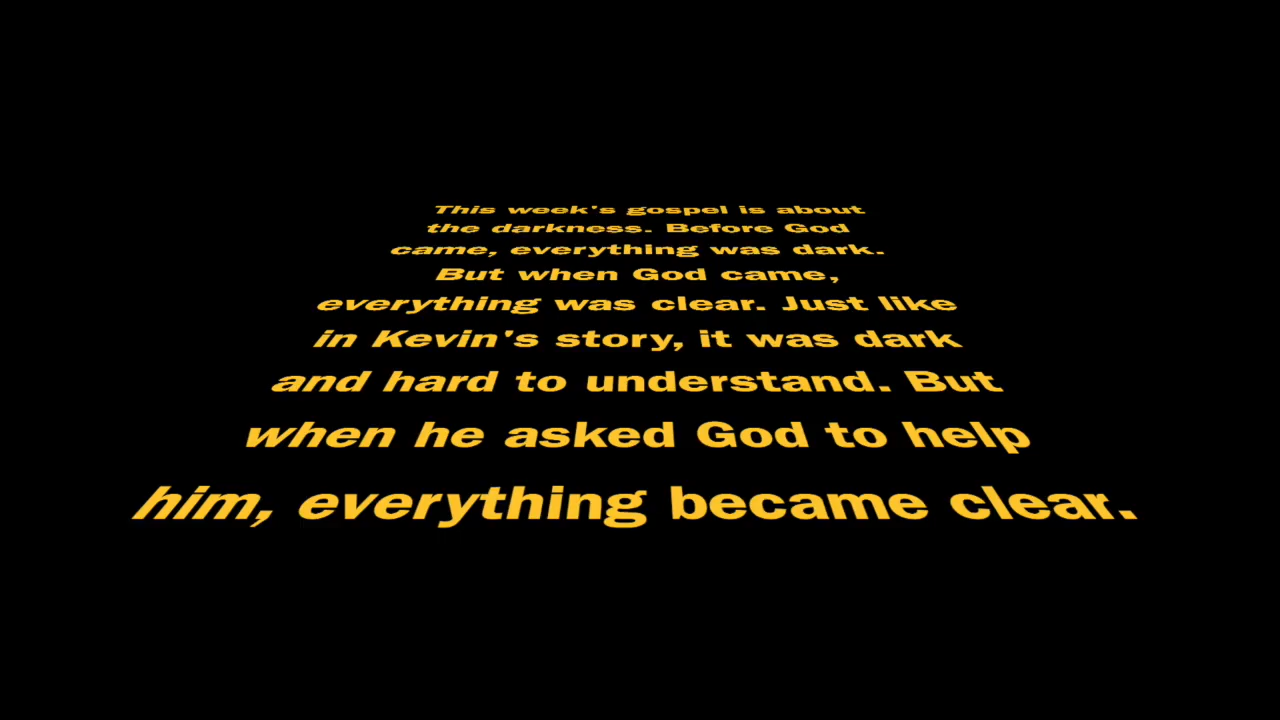 This week's gospel is about
the darkness. Before God
came, everything was dark.
But when God came,
everything was clear. Just like
in Kevin's story, it was dark
and hard to understand. But
when he asked God to help
him, everything became clear.